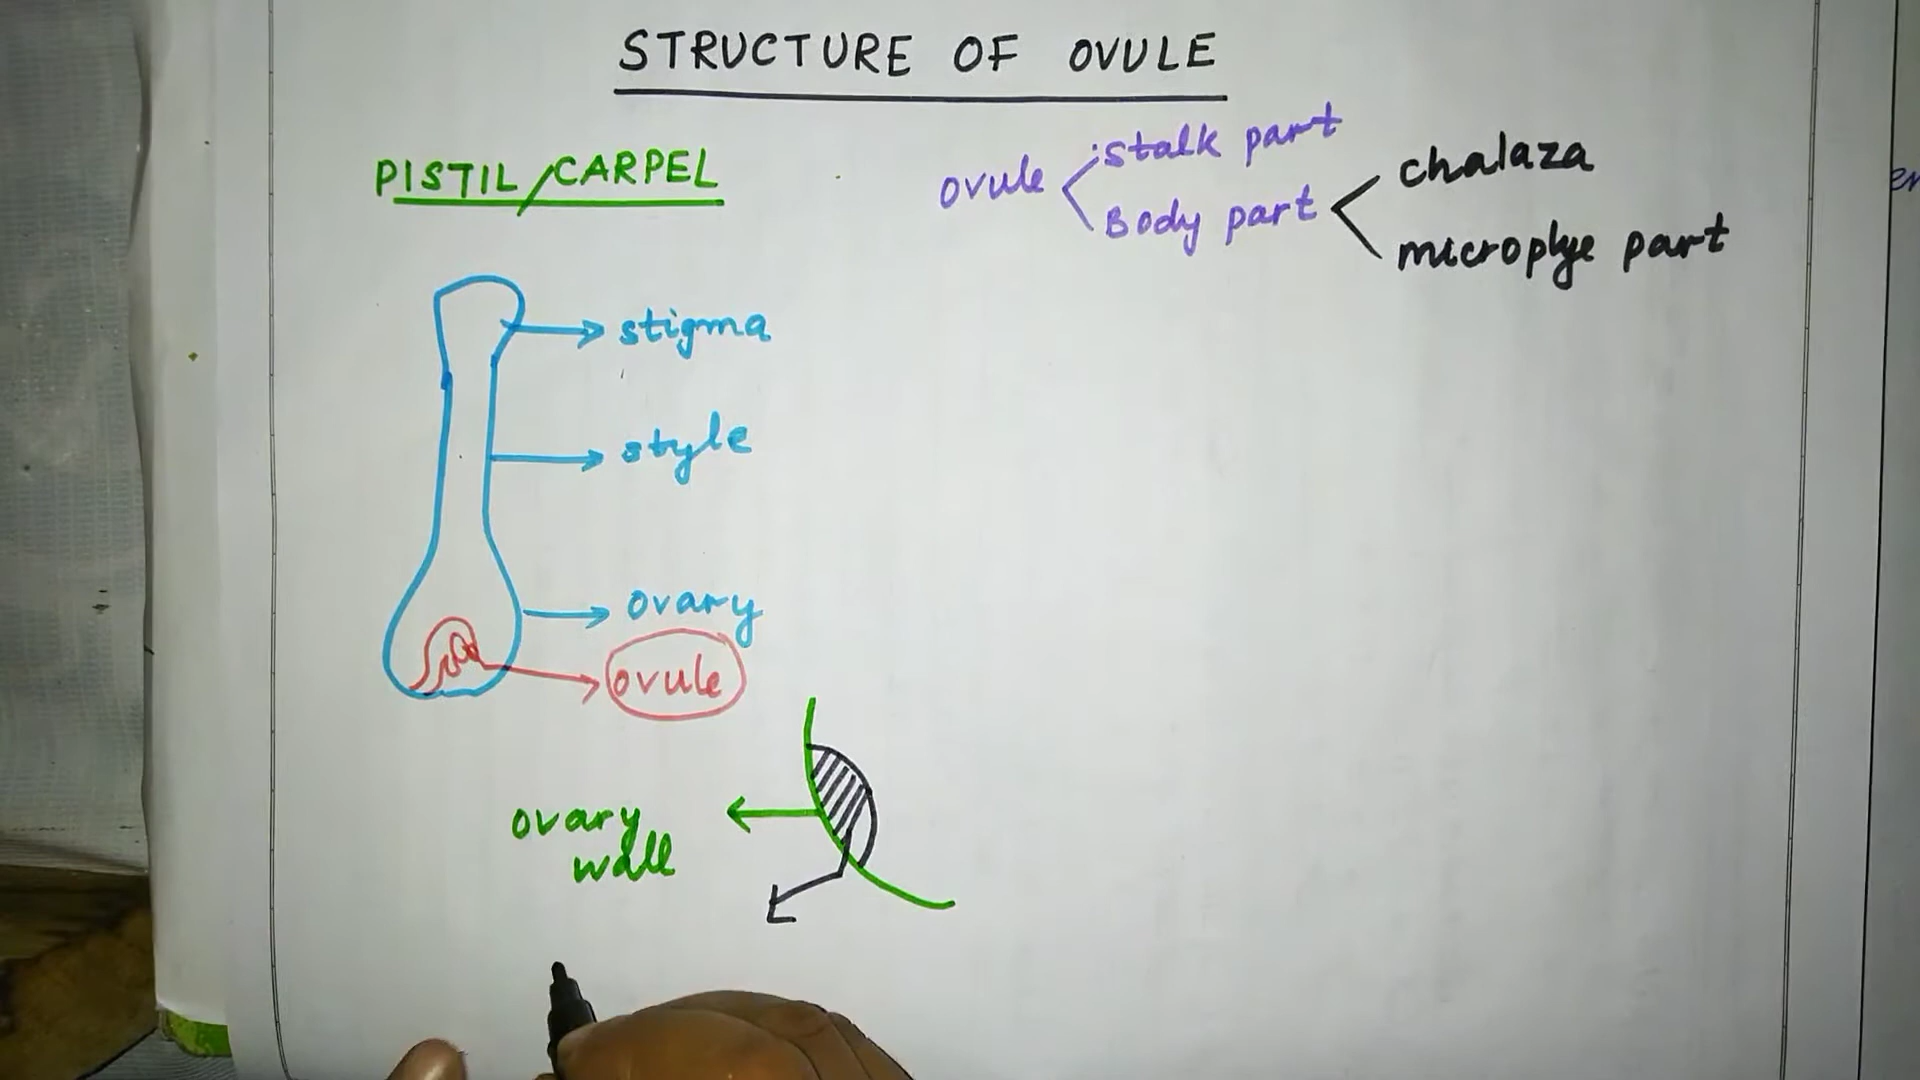 STRUCTURE OF OVULE
PISTIL/CARPEL
ovule
stalk part
Body part
chalaza
microplye part
stigma
style
ovary
ovule
ovary
wall